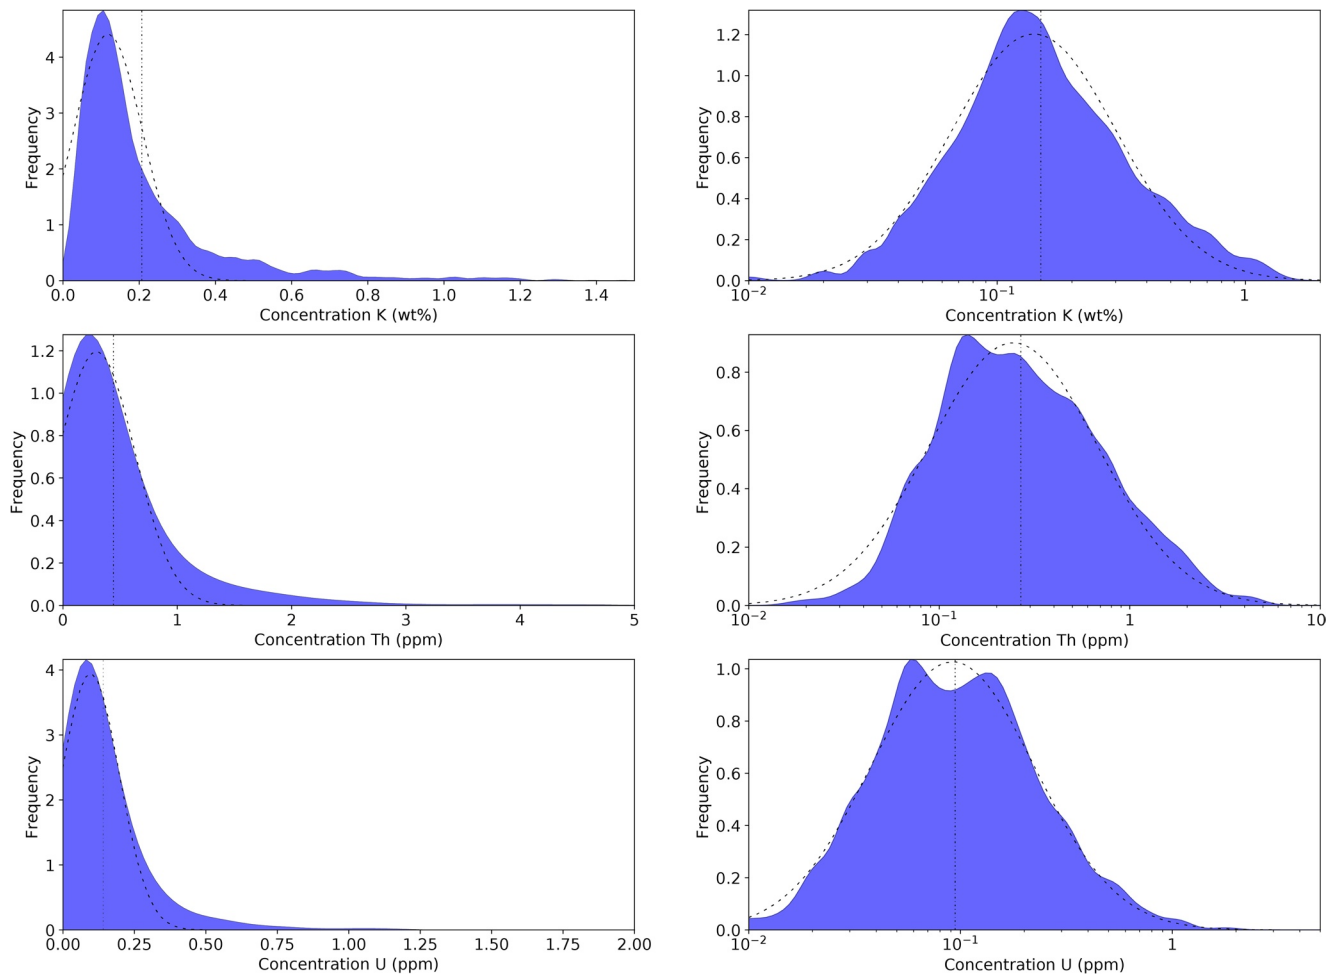 Frequency
4
3
2
1
0
0.0 0.2 0.4 0.6 0.8 1.0 1.2 1.4
Concentration K (wt%)
Frequency
1.2
1.0
0.8
0.6
0.4
0.2
0.0
10⁻² 10⁻¹ 1
Concentration K (wt%)
Frequency
1.2
1.0
0.8
0.6
0.4
0.2
0.0
0 1 2 3 4 5
Concentration Th (ppm)
Frequency
0.8
0.6
0.4
0.2
0.0
10⁻² 10⁻¹ 1 10
Concentration Th (ppm)
Frequency
4
3
2
1
0
0.00 0.25 0.50 0.75 1.00 1.25 1.50 1.75 2.00
Concentration U (ppm)
Frequency
1.0
0.8
0.6
0.4
0.2
0.0
10⁻² 10⁻¹ 1
Concentration U (ppm)